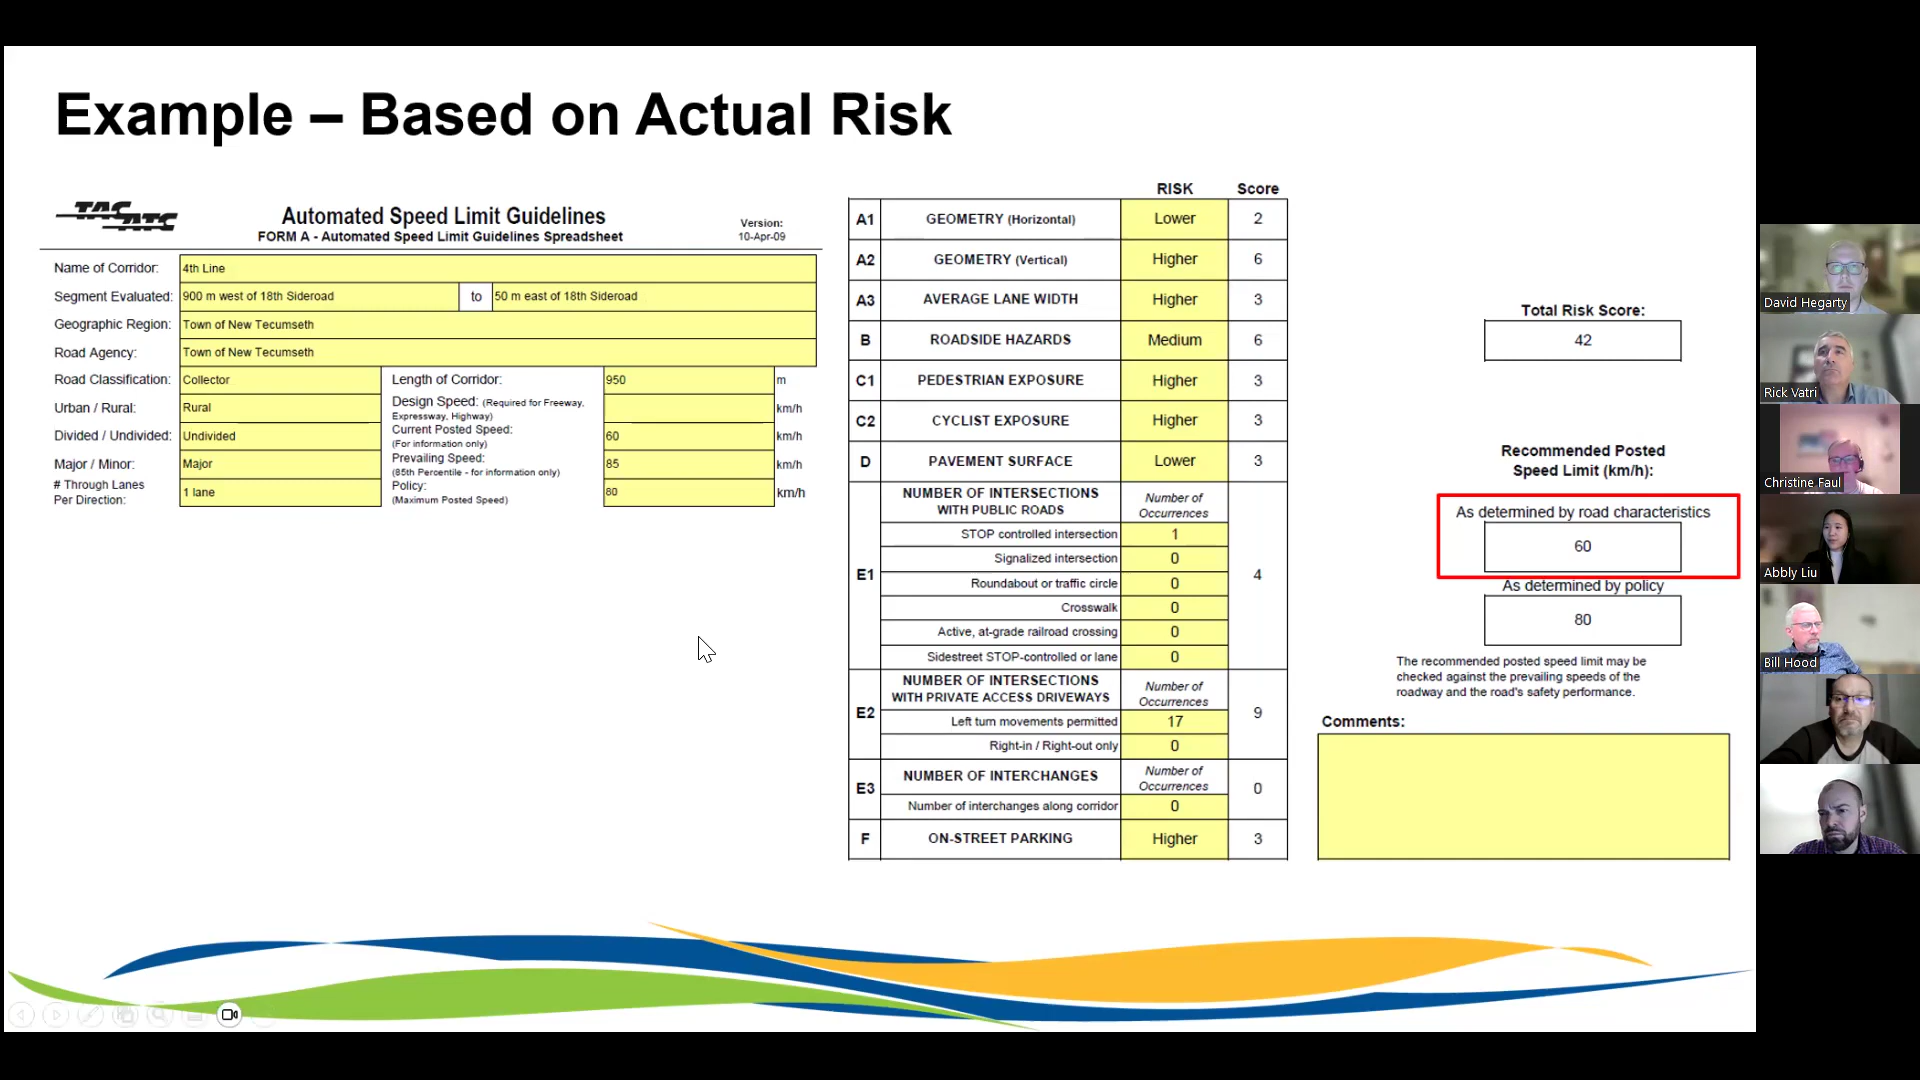 Example – Based on Actual Risk
TAC
ATC
Automated Speed Limit Guidelines
FORM A - Automated Speed Limit Guidelines Spreadsheet
Version:
10-Apr-09
Name of Corridor: 4th Line
Segment Evaluated: 900 m west of 18th Sideroad to 50 m east of 18th Sideroad
Geographic Region: Town of New Tecumseth
Road Agency: Town of New Tecumseth
Road Classification: Collector
Urban / Rural: Rural
Divided / Undivided: Undivided
Major / Minor: Major
# Through Lanes
Per Direction: 1 lane
Length of Corridor: 950 m
Design Speed: (Required for Freeway,
Expressway, Highway) km/h
Current Posted Speed:
(For information only) 60 km/h
Prevailing Speed:
(85th Percentile - for information only) 85 km/h
Policy:
(Maximum Posted Speed) 80 km/h
RISK Score
A1 GEOMETRY (Horizontal) Lower 2
A2 GEOMETRY (Vertical) Higher 6
A3 AVERAGE LANE WIDTH Higher 3
B ROADSIDE HAZARDS Medium 6
C1 PEDESTRIAN EXPOSURE Higher 3
C2 CYCLIST EXPOSURE Higher 3
D PAVEMENT SURFACE Lower 3
E1 NUMBER OF INTERSECTIONS
WITH PUBLIC ROADS
Number of
Occurrences
STOP controlled intersection 1
Signalized intersection 0
Roundabout or traffic circle 0
Crosswalk 0
Active, at-grade railroad crossing 0
Sidestreet STOP-controlled or lane 0
4
E2 NUMBER OF INTERSECTIONS
WITH PRIVATE ACCESS DRIVEWAYS
Number of
Occurrences
Left turn movements permitted 17
Right-in / Right-out only 0
9
E3 NUMBER OF INTERCHANGES
Number of
Occurrences
Number of interchanges along corridor 0
0
F ON-STREET PARKING Higher 3
Total Risk Score:
42
Recommended Posted
Speed Limit (km/h):
As determined by road characteristics
60
As determined by policy
80
The recommended posted speed limit may be
checked against the prevailing speeds of the
roadway and the road's safety performance.
Comments:
David Hegarty
Rick Vatri
Christine Faul
Abbly Liu
Bill Hood